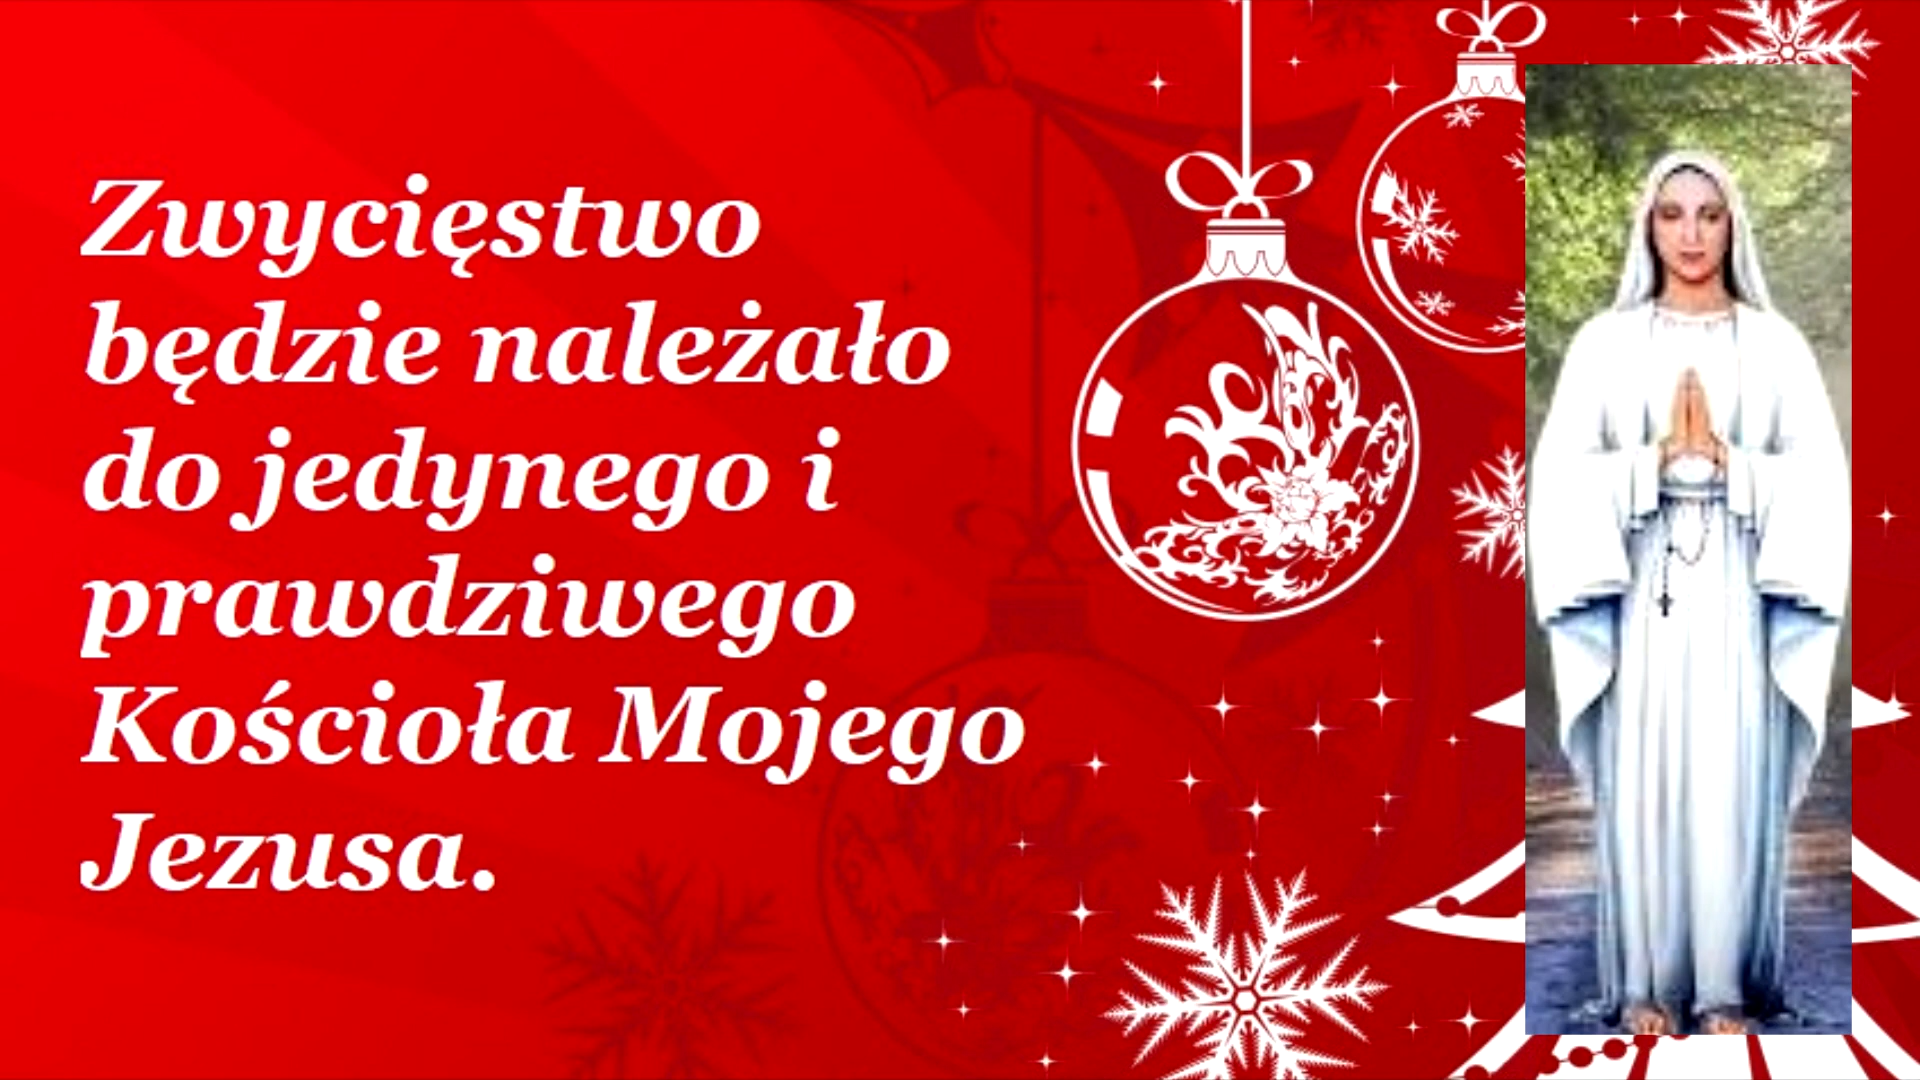 Zwycięstwo
będzie należało
do jedynego i
prawdziwego
Kościoła Mojego
Jezusa.